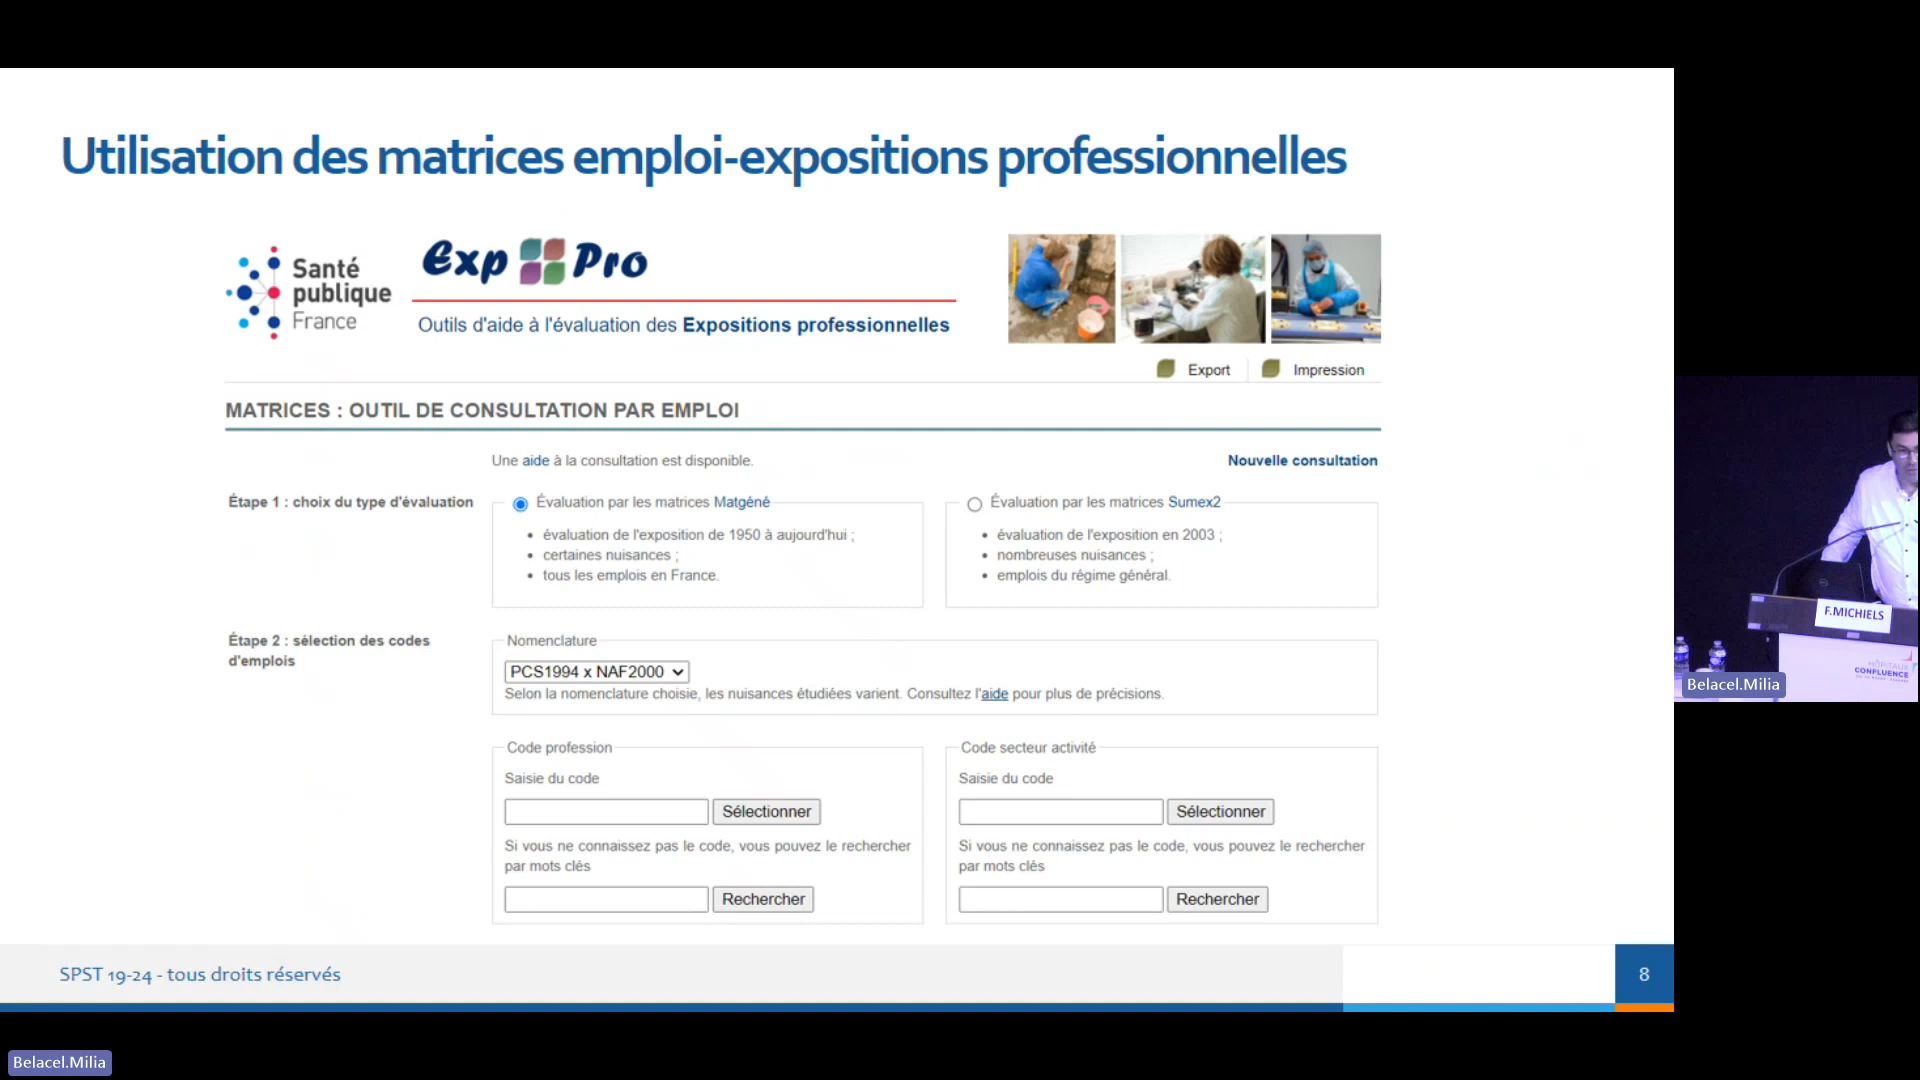 Utilisation des matrices emploi-expositions professionnelles
Santé
publique
France
Exp Pro
Outils d'aide à l'évaluation des Expositions professionnelles
Export
Impression
MATRICES : OUTIL DE CONSULTATION PAR EMPLOI
Une aide à la consultation est disponible.
Nouvelle consultation
Étape 1 : choix du type d'évaluation
Évaluation par les matrices Matgéné
• évaluation de l'exposition de 1950 à aujourd'hui ;
• certaines nuisances ;
• tous les emplois en France.
Évaluation par les matrices Sumex2
• évaluation de l'exposition en 2003 ;
• nombreuses nuisances ;
• emplois du régime général.
Étape 2 : sélection des codes
d'emplois
Nomenclature
PCS1994 x NAF2000
Selon la nomenclature choisie, les nuisances étudiées varient. Consultez l'aide pour plus de précisions.
Code profession
Saisie du code
Sélectionner
Si vous ne connaissez pas le code, vous pouvez le rechercher
par mots clés
Rechercher
Code secteur activité
Saisie du code
Sélectionner
Si vous ne connaissez pas le code, vous pouvez le rechercher
par mots clés
Rechercher
SPST 19-24 - tous droits réservés
8
F.MICHIELS
HÔPITAUX
CONFLUENCE
Belacel.Milia
Belacel.Milia